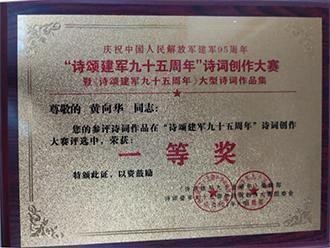 庆祝中国人民解放军建军95周年
“诗颂建军九十五周年”诗词创作大赛
暨《诗颂建军九十五周年》大型诗词作品集
尊敬的 黄向华 同志：
您的参评诗词作品在“诗颂建军九十五周年”诗词创作
大赛评选中，荣获：
一等奖
特颁此证，以资鼓励